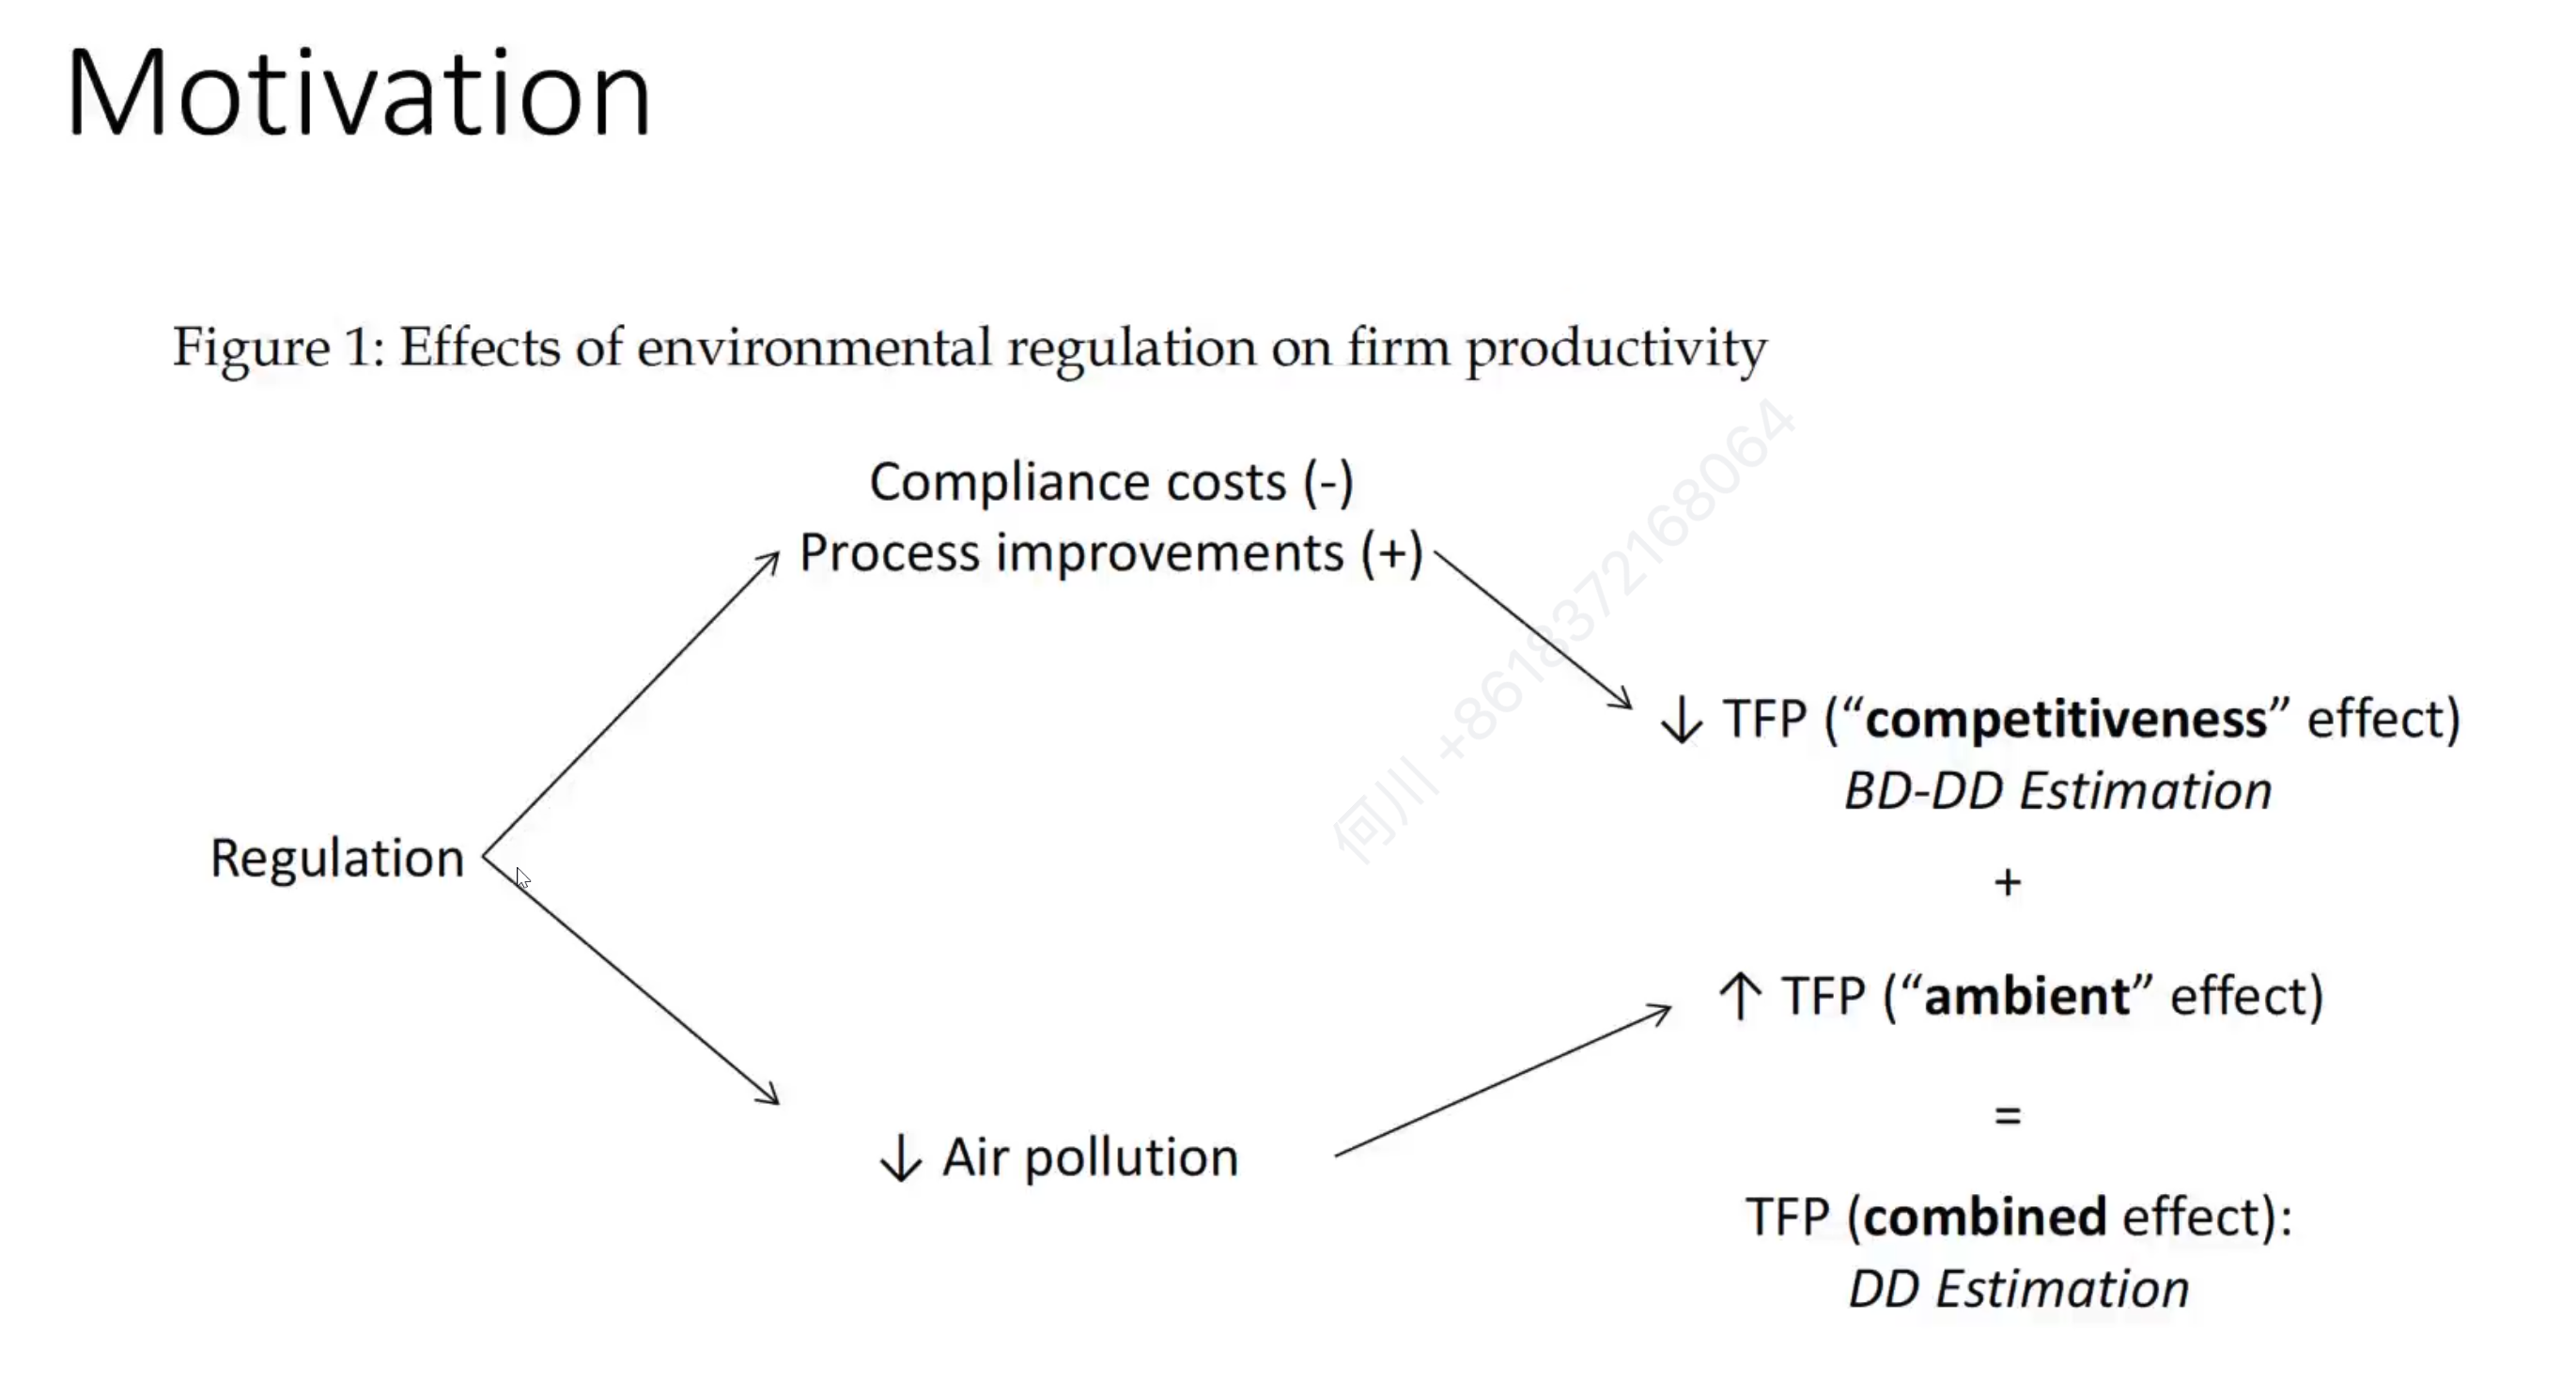 Motivation
Figure 1: Effects of environmental regulation on firm productivity
Compliance costs (-)
Process improvements (+)
何川 +8618372168064
↓ TFP (“competitiveness” effect)
BD-DD Estimation
Regulation
+
↑ TFP (“ambient” effect)
=
↓ Air pollution
TFP (combined effect):
DD Estimation